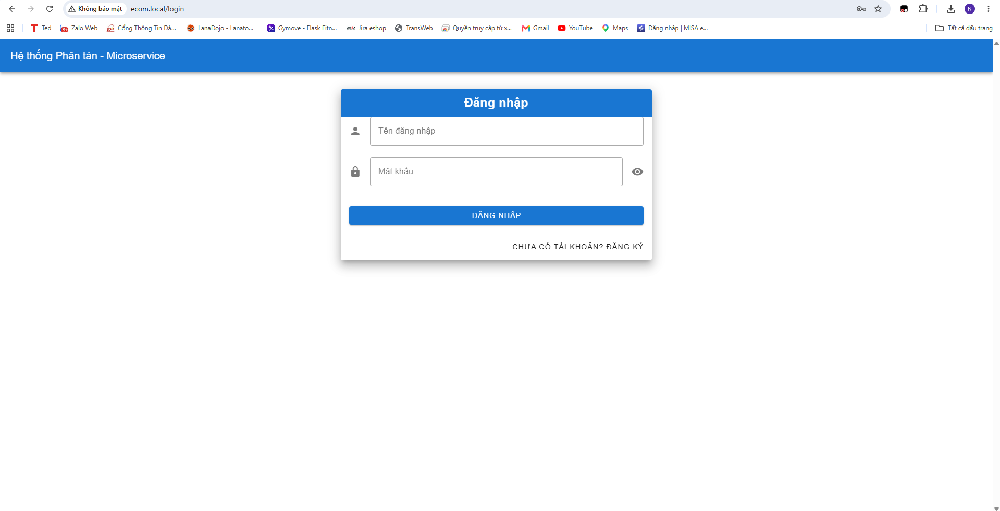 Không bảo mật
ecom.local/login
N
Ted
5+
Zalo Web
Cổng Thông Tin Đà...
LanaDojo - Lanato...
Gymove - Flask Fitn...
MISA
Jira eshop
TransWeb
Quyền truy cập từ x...
Gmail
YouTube
Maps
Đăng nhập | MISA e...
Tất cả dấu trang
Hệ thống Phân tán - Microservice
Đăng nhập
Tên đăng nhập
Mật khẩu
ĐĂNG NHẬP
CHƯA CÓ TÀI KHOẢN? ĐĂNG KÝ